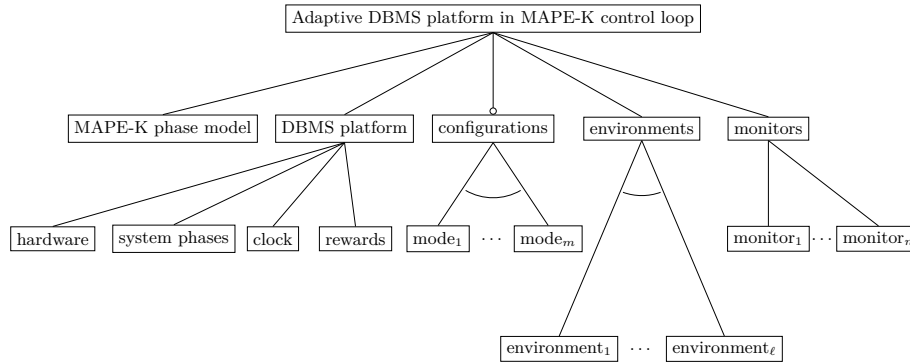 Adaptive DBMS platform in MAPE-K control loop
MAPE-K phase model DBMS platform configurations environments monitors
hardware system phases clock rewards mode₁ ... modeₘ monitor₁ ... monitorₙ
environment₁ ... environmentℓ